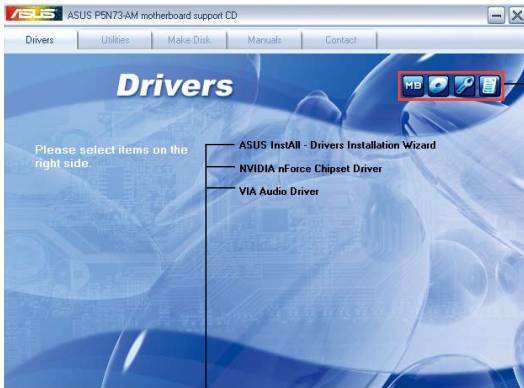 ASUS ASUS P5N73-AM motherboard support CD
Drivers Utilities Make Disk Manuals Contact
Drivers
MB
Please select items on the
right side.
ASUS InstAll - Drivers Installation Wizard
NVIDIA nForce Chipset Driver
VIA Audio Driver